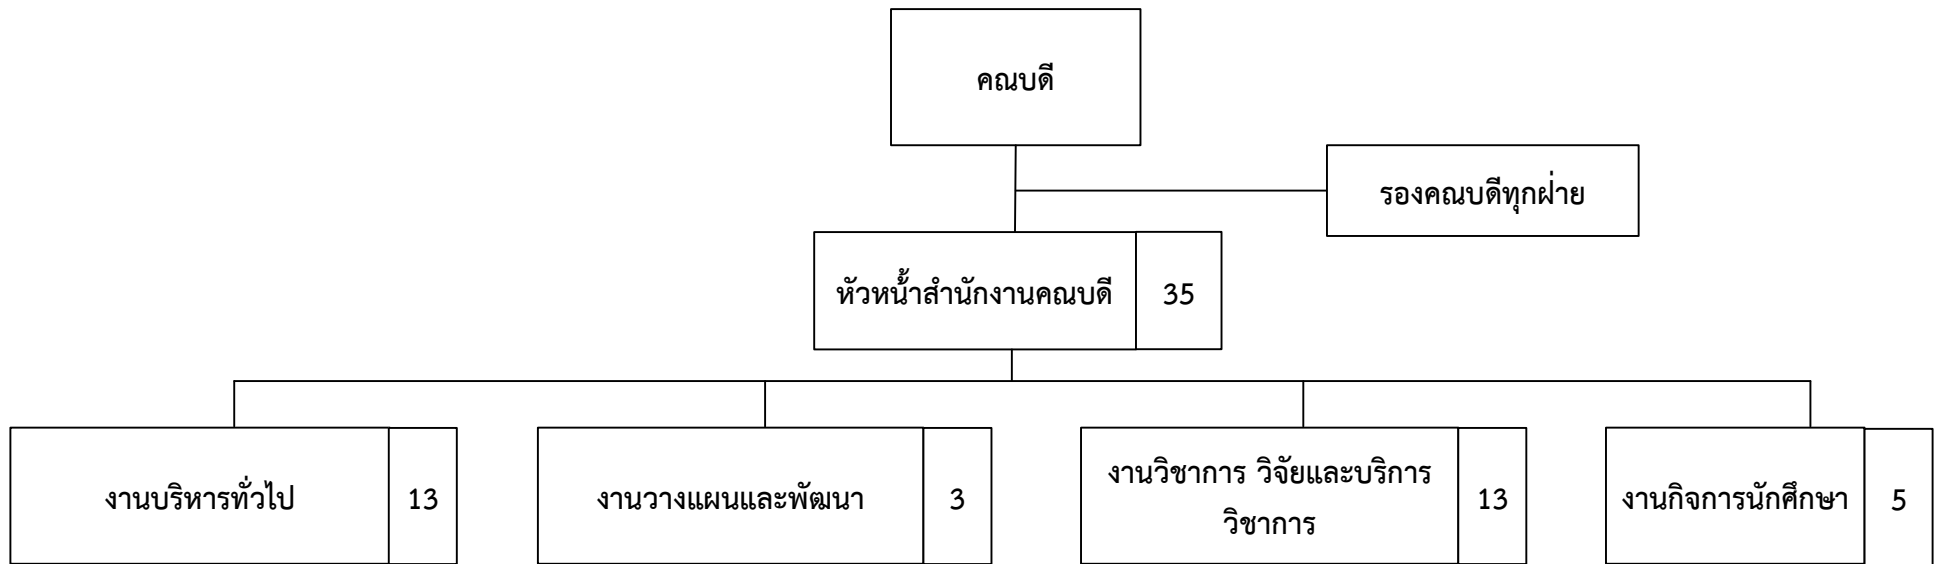 คณบดี
รองคณบดีทุกฝ่าย
หัวหน้าสำนักงานคณบดี 35
งานบริหารทั่วไป 13
งานวางแผนและพัฒนา 3
งานวิชาการ วิจัยและบริการ
วิชาการ 13
งานกิจการนักศึกษา 5